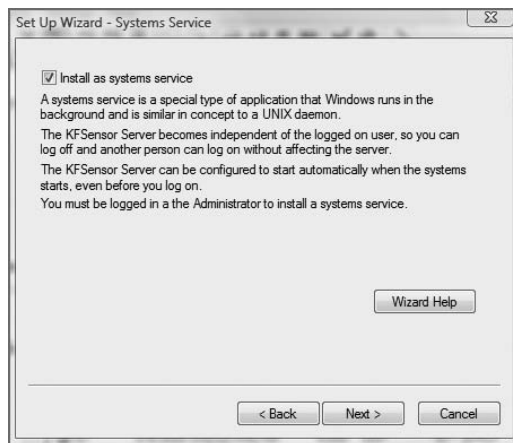 Set Up Wizard - Systems Service
Install as systems service
A systems service is a special type of application that Windows runs in the
background and is similar in concept to a UNIX daemon.
The KFSensor Server becomes independent of the logged on user, so you can
log off and another person can log on without affecting the server.
The KFSensor Server can be configured to start automatically when the systems
starts, even before you log on.
You must be logged in a the Administrator to install a systems service.
Wizard Help
< Back
Next >
Cancel